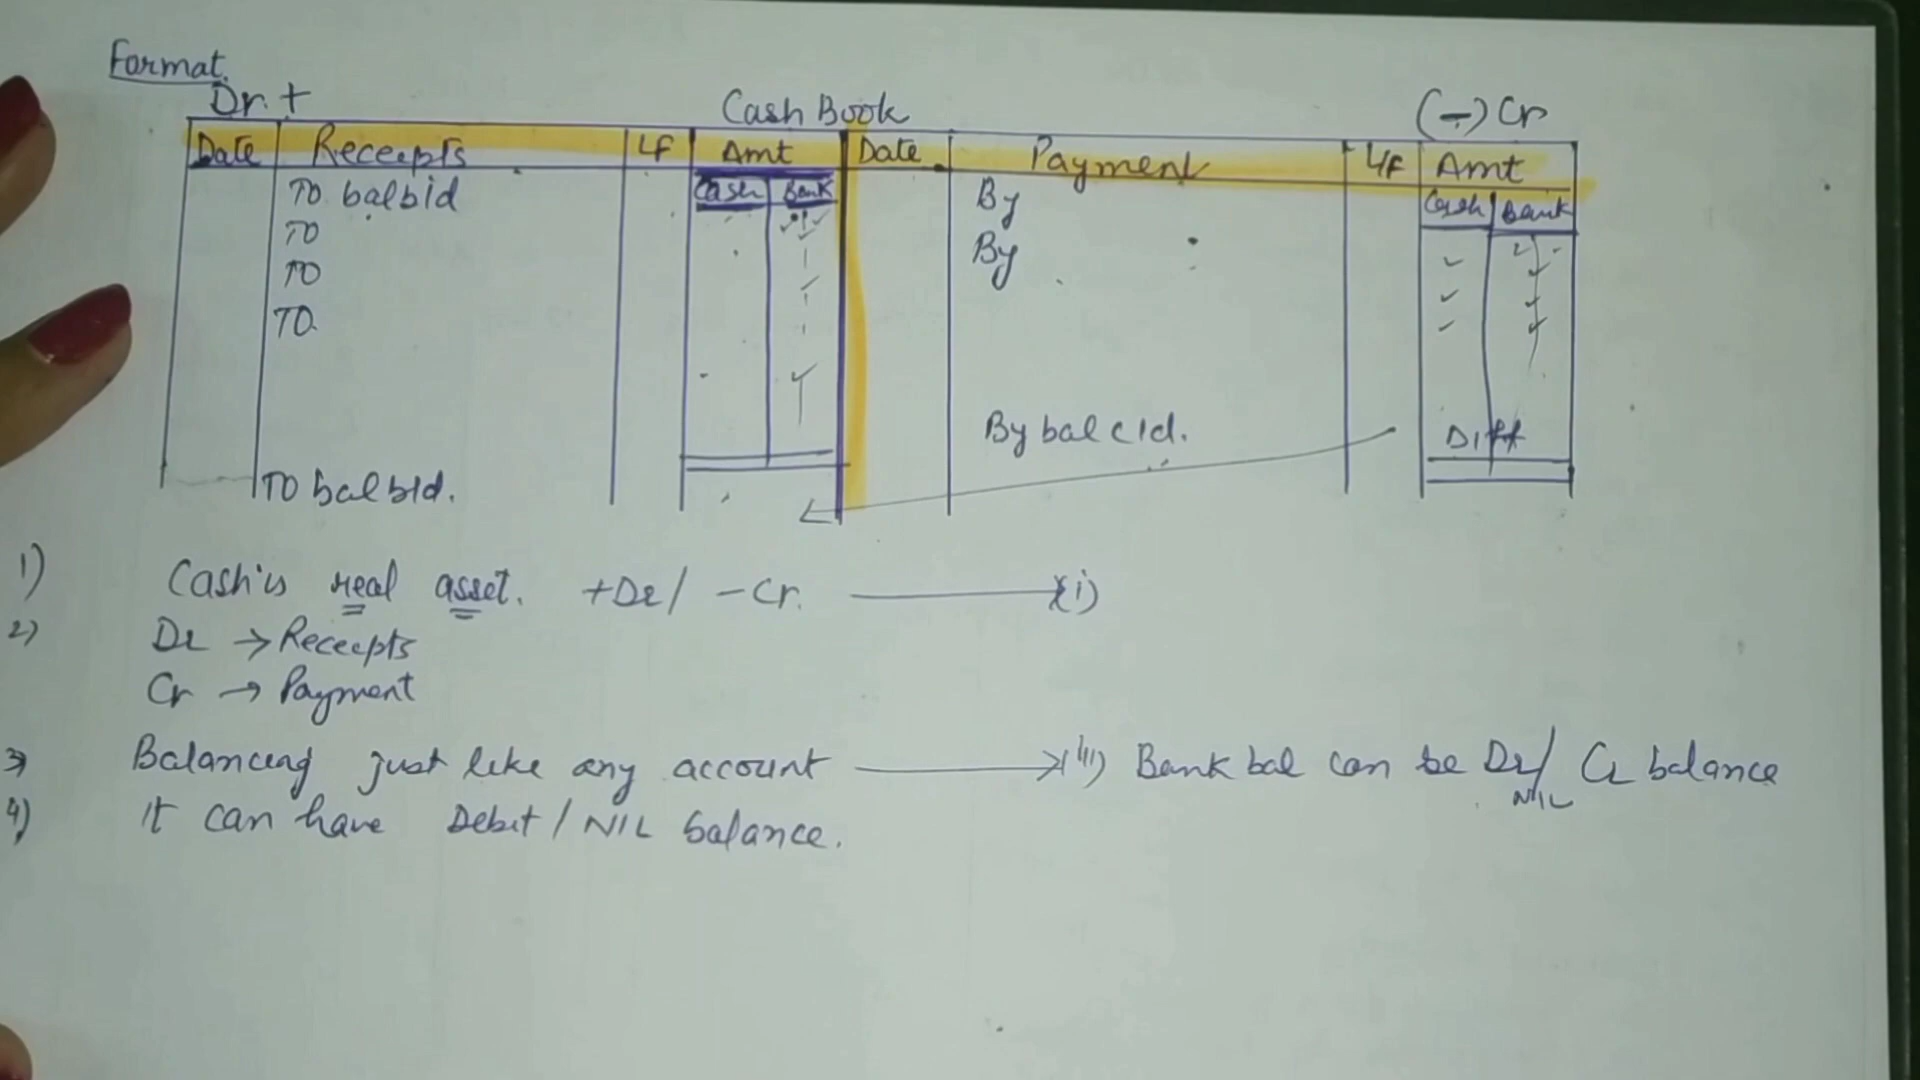 Format.
Dr. + Cash Book (-) Cr
Date Receipts LF Amt Date Payment L/F Amt
Cash Bank Cash Bank
To bal b/d By
To By
To
To.
By bal c/d. Diff
To bal b/d.
1) Cash is real asset. +Dr/ -Cr. (i)
2) Dr → Receipts
Cr → Payment
3) Balancing just like any account → (iii) Bank bal can be Dr/ Cr balance
NIL
4) it can have Debit / NIL balance.